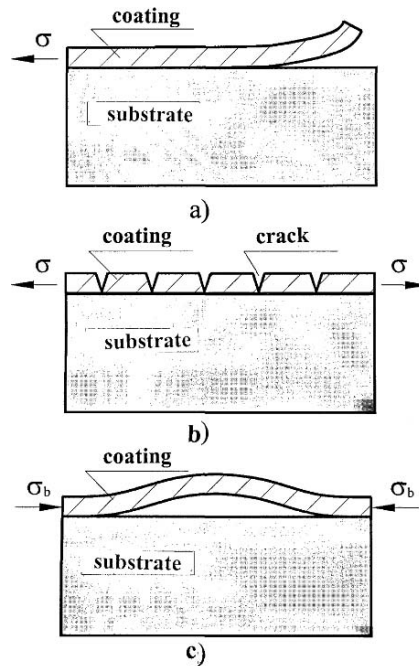 coating
σ
substrate
a)
coating crack
σ σ
substrate
b)
coating
σb σb
substrate
c)